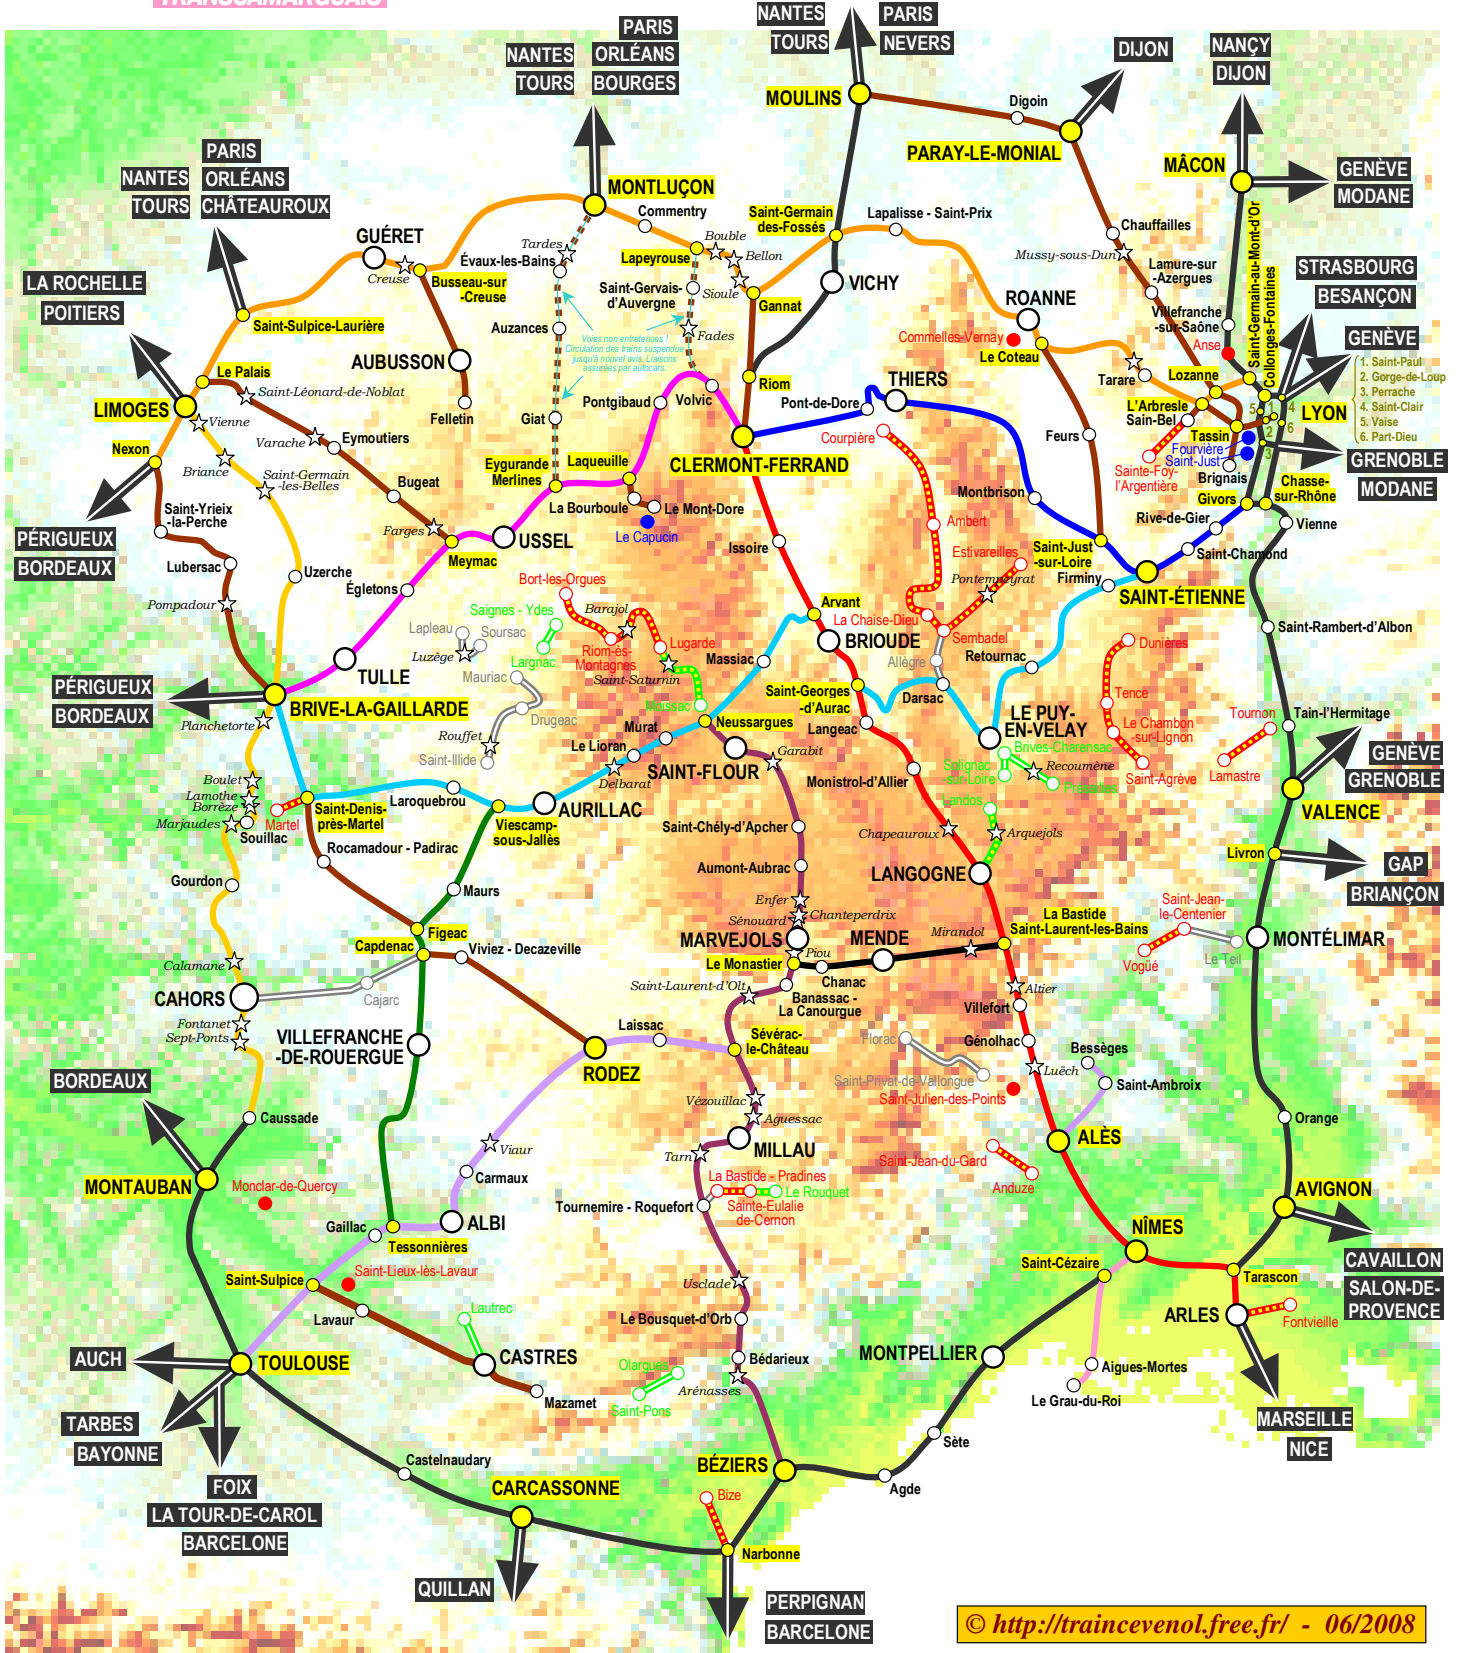 TRANSCAMARGUAIS
NANTES
TOURS
PARIS
NEVERS
PARIS
ORLÉANS
BOURGES
NANTES
TOURS
DIJON
NANÇY
DIJON
MOULINS
Digoin
PARAY-LE-MONIAL
MÂCON
GENÈVE
MODANE
PARIS
ORLÉANS
CHÂTEAUROUX
NANTES
TOURS
MONTLUÇON
Commentry
Saint-Germain
des-Fossés
Lapalisse - Saint-Prix
Chauffailles
GUÉRET
Creuse
Tardes
Évaux-les-Bains
Lapeyrouse
Bouble
Bellon
Sioule
Mussy-sous-Dun
Lamure-sur
-Azergues
Saint-Germain-au-Mont-d'Or
Collonges-Fontaines
STRASBOURG
BESANÇON
LA ROCHELLE
POITIERS
Busseau-sur
-Creuse
Saint-Gervais-
d'Auvergne
VICHY
Gannat
ROANNE
Villefranche
-sur-Saône
Saint-Sulpice-Laurière
Auzances
Fades
Voies non entretenues !
Circulation des trains suspendue
jusqu'à nouvel avis. Liaisons
assurées par autocars.
Commelles-Vernay
Le Coteau
Anse
GENÈVE
1. Saint-Paul
2. Gorge-de-Loup
3. Perrache
4. Saint-Clair
5. Vaise
6. Part-Dieu
AUBUSSON
Felletin
Le Palais
Saint-Léonard-de-Noblat
LIMOGES
Vienne
Varache
Eymoutiers
Nexon
Briance
Saint-Germain
-les-Belles
Bugeat
Giat
Pontgibaud
Volvic
Riom
CLERMONT-FERRAND
Pont-de-Dore
THIERS
Courpière
Feurs
Tarare
Lozanne
L'Arbresle
Sain-Bel
Tassin
Fourvière
Saint-Just
Brignais
LYON
5
1
4
2
6
3
GRENOBLE
MODANE
Sainte-Foy-
l'Argentière
Givors
Chasse-
sur-Rhône
Vienne
Eygurande
Merlines
Laqueuille
La Bourboule
Le Mont-Dore
Le Capucin
Montbrison
Rive-de-Gier
Saint-Chamond
PÉRIGUEUX
BORDEAUX
Saint-Yrieix
-la-Perche
Farges
USSEL
Meymac
Issoire
Ambert
Estivareilles
Pontempeyrat
Saint-Just
-sur-Loire
Firminy
SAINT-ÉTIENNE
Lubersac
Uzerche
Égletons
Pompadour
Bort-les-Orgues
Saignes - Ydes
Barajol
Lapleau
Soursac
Luzège
Largnac
Riom-ès-
Montagnes
Lugarde
Saint-Saturnin
Arvant
BRIOUDE
La Chaise-Dieu
Sembadel
Allègre
Retournac
Dunières
Saint-Rambert-d'Albon
TULLE
Mauriac
Drugeac
Massiac
Moissac
PÉRIGUEUX
BORDEAUX
BRIVE-LA-GAILLARDE
Planchetorte
Rouffet
Saint-Illide
Murat
Le Lioran
Delbarat
Neussargues
SAINT-FLOUR
Garabit
Saint-Georges
-d'Aurac
Langeac
Darsac
LE PUY-
EN-VELAY
Brives-Charensac
Solignac
-sur-Loire
Recoumène
Présailles
Tence
Le Chambon
-sur-Lignon
Saint-Agrève
Tournon
Lamastre
Tain-l'Hermitage
GENÈVE
GRENOBLE
VALENCE
Boulet
Lamothe
Borrèze
Marjaudes
Souillac
Martel
Saint-Denis-
près-Martel
Laroquebrou
Viescamp-
sous-Jallès
AURILLAC
Monistrol-d'Allier
Landos
Arquejols
Chapeauroux
Rocamadour - Padirac
Saint-Chély-d'Apcher
Livron
GAP
BRIANÇON
Gourdon
Maurs
Aumont-Aubrac
LANGOGNE
Figeac
Capdenac
Viviez - Decazeville
Enfer
Chanteperdrix
Sénouard
MARVEJOLS
MENDE
Mirandol
La Bastide
Saint-Laurent-les-Bains
Saint-Jean-
le-Centenier
Le Teil
Vogüé
MONTÉLIMAR
Calamane
CAHORS
Cajarc
Le Monastier
Piou
Chanac
Saint-Laurent-d'Olt
Banassac -
La Canourgue
Altier
Villefort
Fontanet
Sept-Ponts
VILLEFRANCHE
-DE-ROUERGUE
Laissac
RODEZ
Sévérac-
le-Château
Florac
Saint-Privat-de-Vallongue
Saint-Julien-des-Points
Génolhac
Luëch
Bessèges
Saint-Ambroix
BORDEAUX
Caussade
Vézouillac
Aguessac
Orange
MONTAUBAN
Monclar-de-Quercy
Viaur
Carmaux
Tarn
MILLAU
ALÈS
Saint-Jean-du-Gard
Anduze
La Bastide - Pradines
Le Rouquet
Sainte-Eulalie
de-Cernon
Tournemire - Roquefort
ALBI
Gaillac
Tessonnières
AVIGNON
NÎMES
Saint-Cézaire
CAVAILLON
SALON-DE-
PROVENCE
Tarascon
Saint-Sulpice
Saint-Lieux-lès-Lavaur
Lavaur
Lautrec
CASTRES
Mazamet
Usclade
Le Bousquet-d'Orb
Bédarieux
Arénasses
Olargues
Saint-Pons
MONTPELLIER
ARLES
Fontvieille
Aigues-Mortes
Le Grau-du-Roi
MARSEILLE
NICE
AUCH
TOULOUSE
TARBES
BAYONNE
FOIX
LA TOUR-DE-CAROL
BARCELONE
Castelnaudary
CARCASSONNE
QUILLAN
BÉZIERS
Bize
Agde
Sète
Narbonne
PERPIGNAN
BARCELONE
© http://traincevenol.free.fr/ - 06/2008